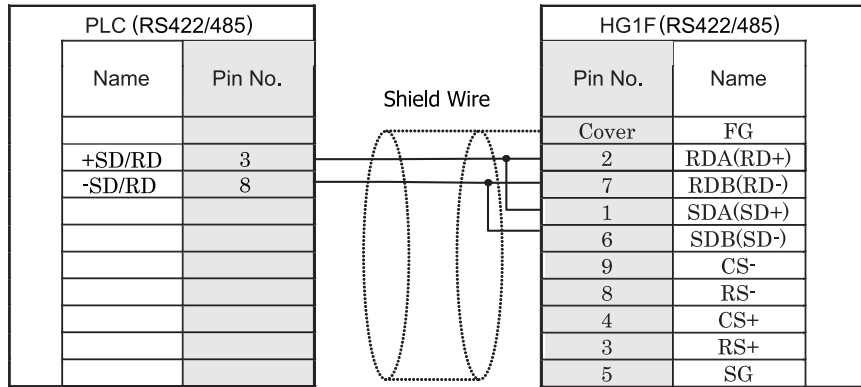 PLC (RS422/485) HG1F(RS422/485)
Name Pin No. Pin No. Name
Shield Wire
Cover FG
+SD/RD 3 2 RDA(RD+)
-SD/RD 8 7 RDB(RD-)
1 SDA(SD+)
6 SDB(SD-)
9 CS-
8 RS-
4 CS+
3 RS+
5 SG